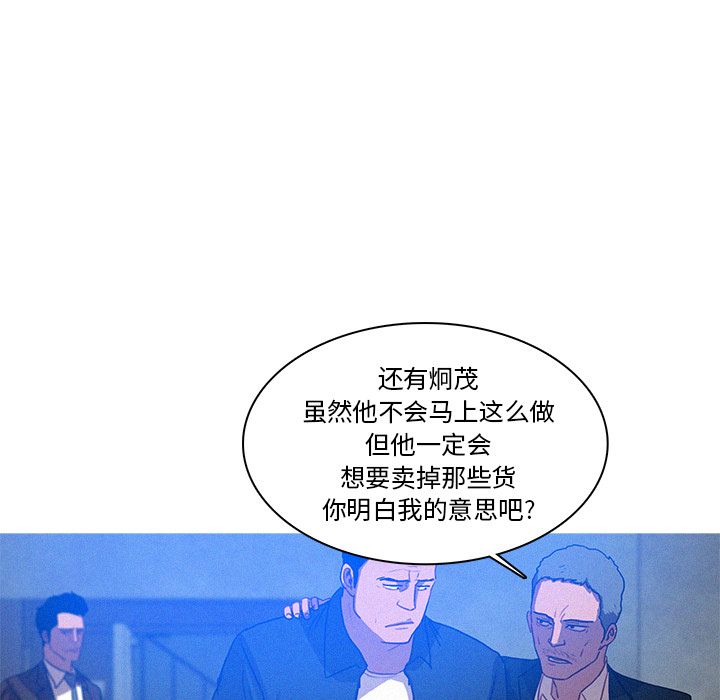 还有炯茂
虽然他不会马上这么做
但他一定会
想要卖掉那些货
你明白我的意思吧?